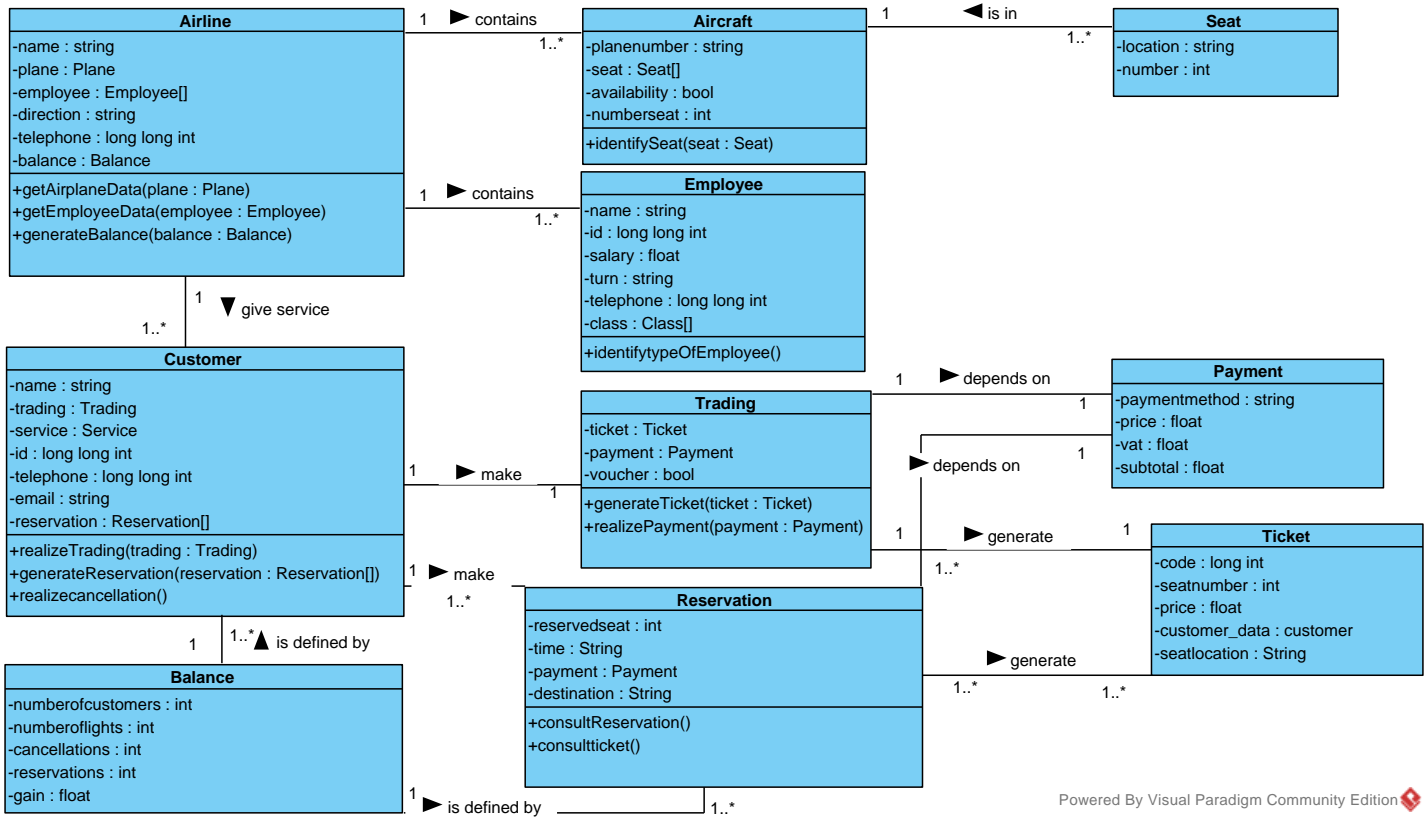 Airline
-name : string
-plane : Plane
-employee : Employee[]
-direction : string
-telephone : long long int
-balance : Balance
+getAirplaneData(plane : Plane)
+getEmployeeData(employee : Employee)
+generateBalance(balance : Balance)
1
contains
1..*
Aircraft
-planenumber : string
-seat : Seat[]
-availability : bool
-numberseat : int
+identifySeat(seat : Seat)
1
is in
1..*
Seat
-location : string
-number : int
1
contains
1..*
Employee
-name : string
-id : long long int
-salary : float
-turn : string
-telephone : long long int
-class : Class[]
+identifytypeOfEmployee()
1
give service
1..*
Customer
-name : string
-trading : Trading
-service : Service
-id : long long int
-telephone : long long int
-email : string
-reservation : Reservation[]
+realizeTrading(trading : Trading)
+generateReservation(reservation : Reservation[])
+realizecancellation()
1
make
1
Trading
-ticket : Ticket
-payment : Payment
-voucher : bool
+generateTicket(ticket : Ticket)
+realizePayment(payment : Payment)
1
depends on
1
Payment
-paymentmethod : string
-price : float
-vat : float
-subtotal : float
1
depends on
1..*
1
generate
1
Ticket
-code : long int
-seatnumber : int
-price : float
-customer_data : customer
-seatlocation : String
1
make
1..*
Reservation
-reservedseat : int
-time : String
-payment : Payment
-destination : String
+consultReservation()
+consultticket()
generate
1..*
1..*
1
1..*
is defined by
Balance
-numberofcustomers : int
-numberoflights : int
-cancellations : int
-reservations : int
-gain : float
1
is defined by
1..*
Powered By Visual Paradigm Community Edition